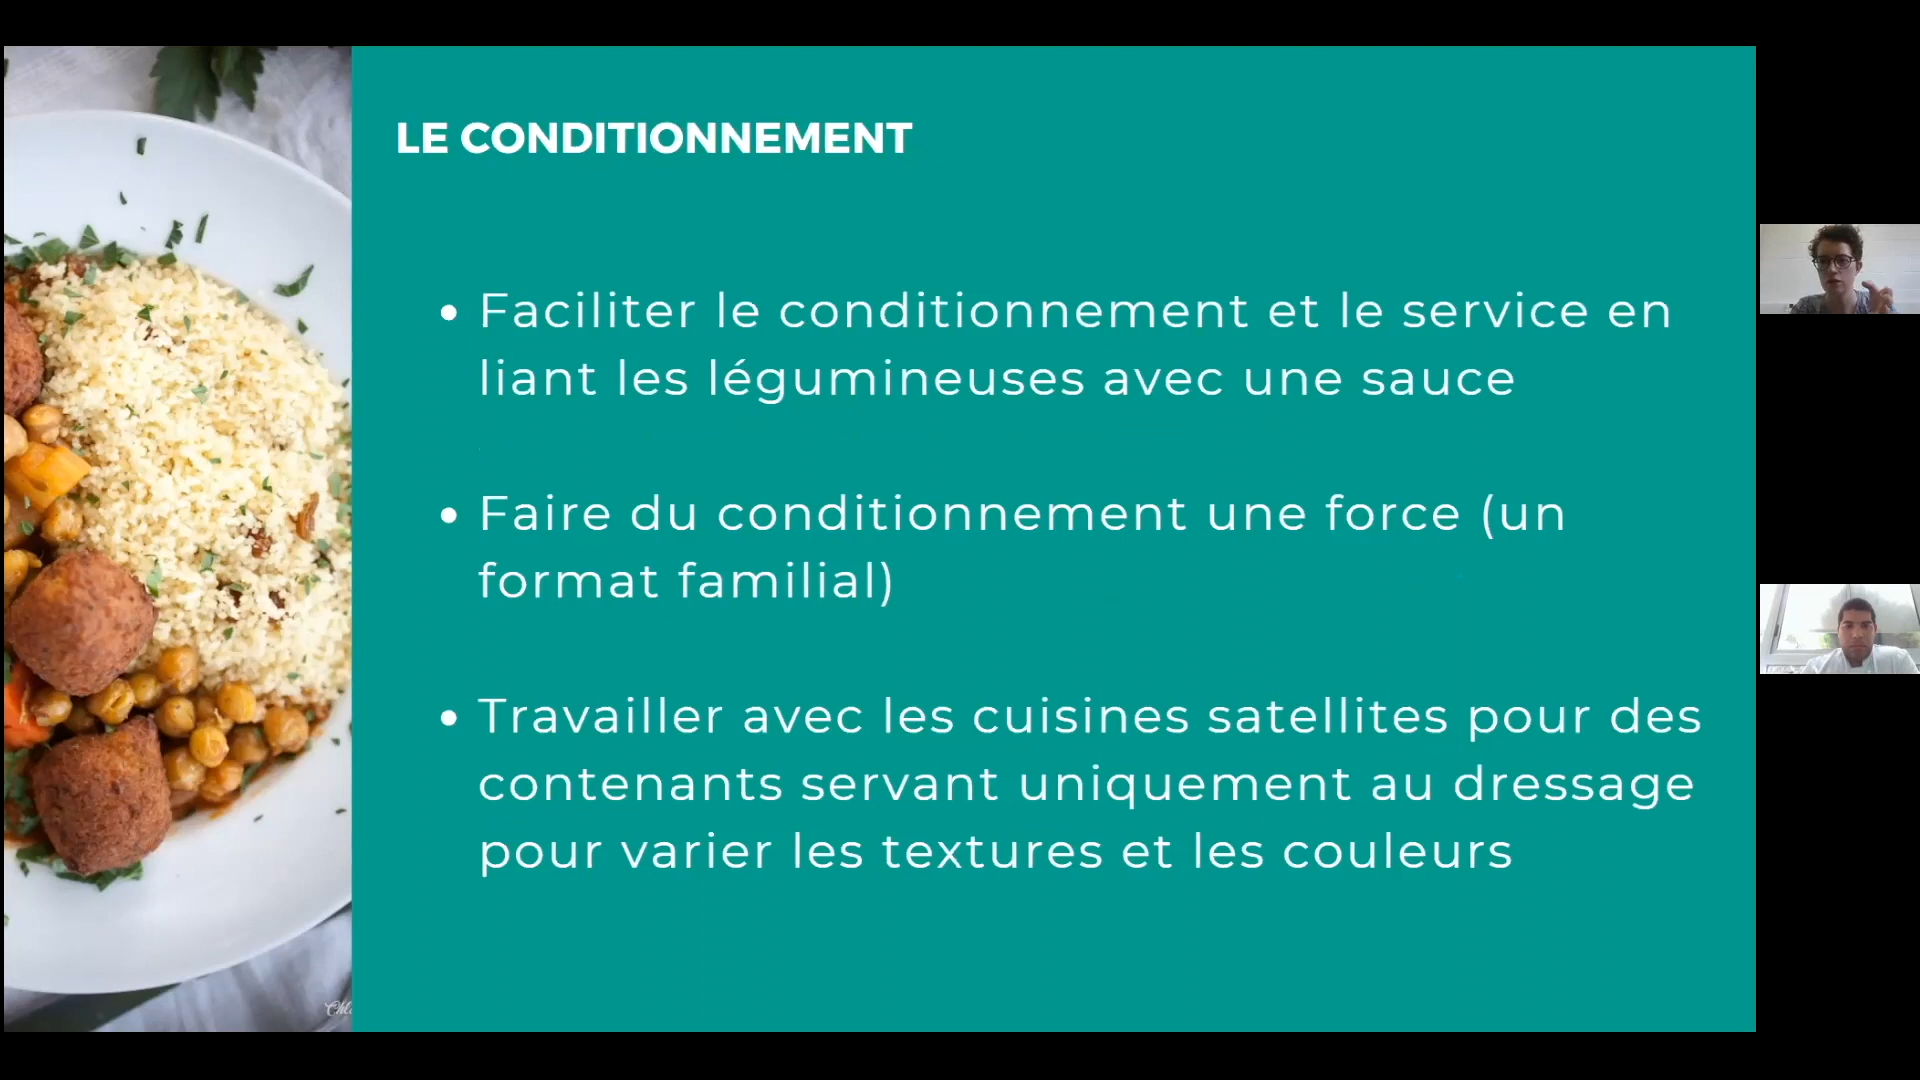 LE CONDITIONNEMENT
• Faciliter le conditionnement et le service en
liant les légumineuses avec une sauce
• Faire du conditionnement une force (un
format familial)
• Travailler avec les cuisines satellites pour des
contenants servant uniquement au dressage
pour varier les textures et les couleurs